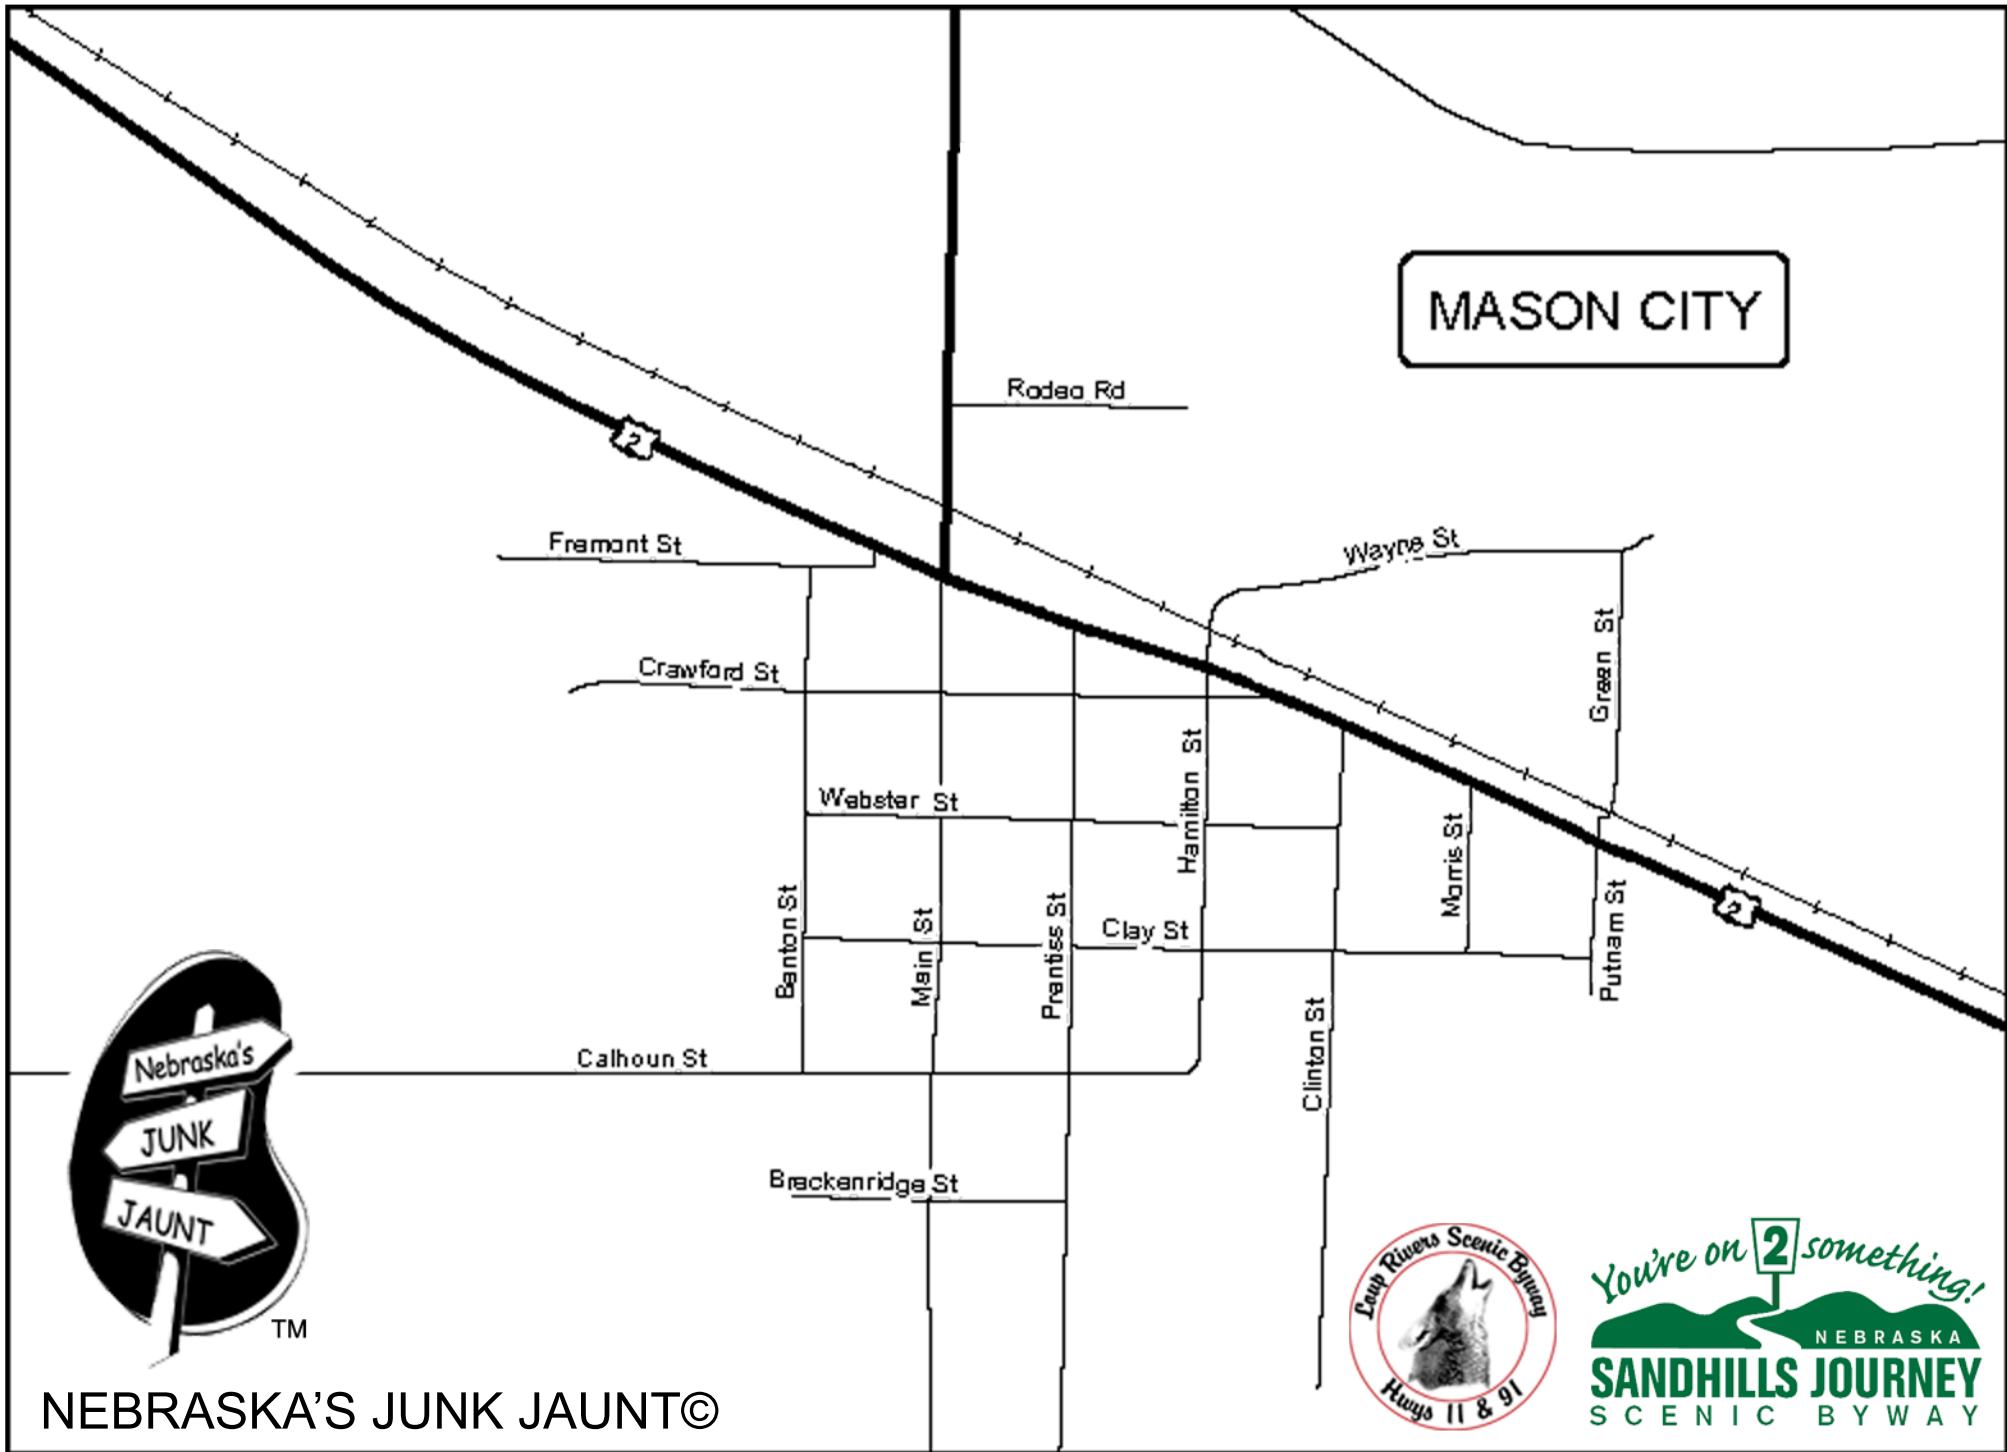 MASON CITY
Rodeo Rd
2
Fremont St
Wayne St
Green St
Crawford St
Hamilton St
Webster St
Morris St
Benton St
Main St
Prentiss St
Clay St
Putnam St
2
Clinton St
Calhoun St
Breckenridge St
Nebraska's
JUNK
JAUNT
TM
NEBRASKA'S JUNK JAUNT©
Loup Rivers Scenic Byway
Hwys 11 & 91
You're on 2 something!
NEBRASKA
SANDHILLS JOURNEY
SCENIC BYWAY